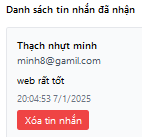 Danh sách tin nhắn đã nhận
Thạch nhựt minh
minh8@gamil.com
web rất tốt
20:04:53 7/1/2025
Xóa tin nhắn